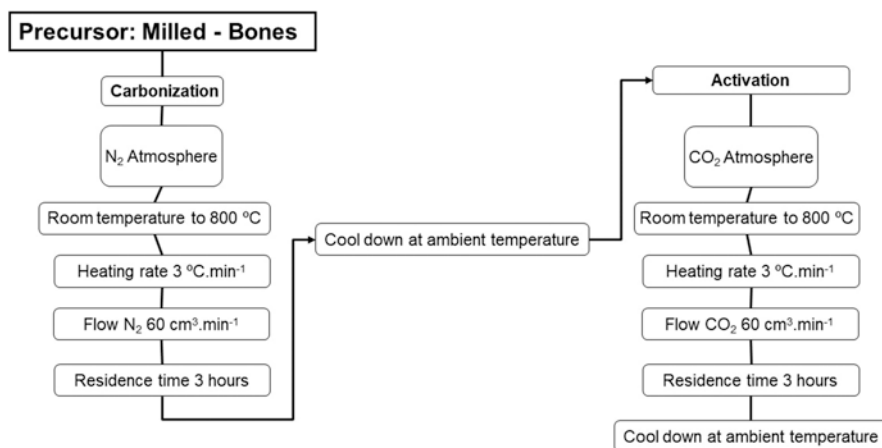 Precursor: Milled - Bones
Carbonization
N₂ Atmosphere
Room temperature to 800 ºC
Heating rate 3 ºC.min⁻¹
Flow N₂ 60 cm³.min⁻¹
Residence time 3 hours
Cool down at ambient temperature
Activation
CO₂ Atmosphere
Room temperature to 800 ºC
Heating rate 3 ºC.min⁻¹
Flow CO₂ 60 cm³.min⁻¹
Residence time 3 hours
Cool down at ambient temperature